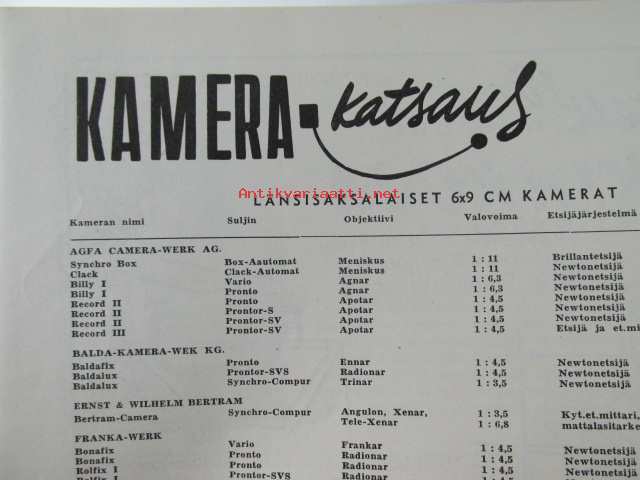 KAMERA-katsaus
Antikvariaatti.net
LÄNSISAKSALAISET 6x9 CM KAMERAT
Kameran nimi Suljin Objektiivi Valovoima Etsijäjärjestelmä
AGFA CAMERA-WERK AG.
Synchro Box Box-Aautomat Meniskus 1 : 11 Brillantetsijä
Clack Clack-Automat Meniskus 1 : 11 Newtonetsijä
Billy I Vario Agnar 1 : 6,3 Newtonetsijä
Billy I Pronto Agnar 1 : 6,3 Newtonetsijä
Record II Pronto Apotar 1 : 4,5 Newtonetsijä
Record II Prontor-S Apotar 1 : 4,5 Newtonetsijä
Record II Prontor-SV Apotar 1 : 4,5 Newtonetsijä
Record III Prontor-SV Apotar 1 : 4,5 Etsijä ja et.mi
BALDA-KAMERA-WEK KG.
Baldafix Pronto Ennar 1 : 4,5 Newtonetsijä
Baldalux Prontor-SVS Radionar 1 : 4,5 Newtonetsijä
Baldalux Synchro-Compur Trinar 1 : 3,5 Newtonetsijä
ERNST & WILHELM BERTRAM
Bertram-Camera Synchro-Compur Angulon, Xenar, 1 : 3,5 Kyt.et.mittari,
Tele-Xenar 1 : 6,8 mattalasitarke
FRANKA-WERK
Bonafix Vario Frankar 1 : 4,5 Newtonetsijä
Bonafix Pronto Radionar 1 : 4,5 Newtonetsijä
Rolfix I Pronto Radionar 1 : 4,5 Newtonetsijä
Rolfix I Prontor-SVS Radionar 1 : 4,5 Newtonetsijä